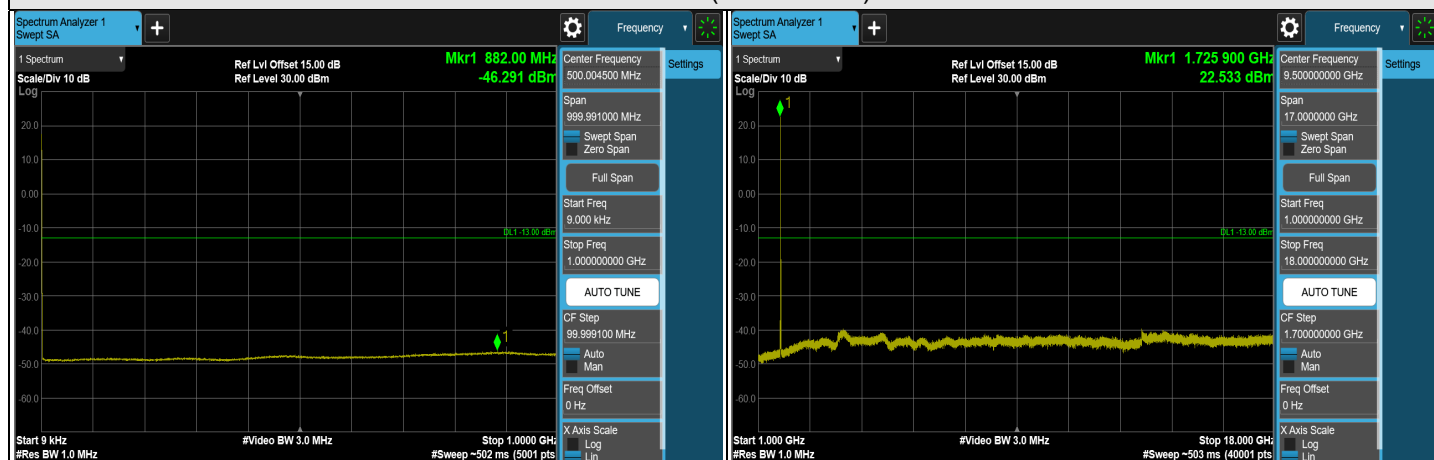 Spectrum Analyzer 1
Swept SA
+
Frequency
1 Spectrum
Scale/Div 10 dB
Log
Ref Lvl Offset 15.00 dB
Ref Level 30.00 dBm
Mkr1 882.00 MHz
-46.291 dBm
1
20.0
10.0
0.00
-10.0
-20.0
-30.0
-40.0
-50.0
-60.0
DL1 -13.00 dBm
Start 9 kHz
#Res BW 1.0 MHz
#Video BW 3.0 MHz
Stop 1.0000 GHz
#Sweep ~502 ms (5001 pts
Center Frequency
500.004500 MHz
Span
999.991000 MHz
Swept Span
Zero Span
Full Span
Start Freq
9.000 kHz
Stop Freq
1.000000000 GHz
AUTO TUNE
CF Step
99.999100 MHz
Auto
Man
Freq Offset
0 Hz
X Axis Scale
Log
Lin
Settings
Spectrum Analyzer 1
Swept SA
+
Frequency
1 Spectrum
Scale/Div 10 dB
Log
Ref Lvl Offset 15.00 dB
Ref Level 30.00 dBm
Mkr1 1.725 900 GHz
22.533 dBm
1
20.0
10.0
0.00
-10.0
-20.0
-30.0
-40.0
-50.0
-60.0
DL1 -13.00 dBm
Start 1.000 GHz
#Res BW 1.0 MHz
#Video BW 3.0 MHz
Stop 18.000 GHz
#Sweep ~503 ms (40001 pts
Center Frequency
9.500000000 GHz
Span
17.0000000 GHz
Swept Span
Zero Span
Full Span
Start Freq
1.000000000 GHz
Stop Freq
18.000000000 GHz
AUTO TUNE
CF Step
1.700000000 GHz
Auto
Man
Freq Offset
0 Hz
X Axis Scale
Log
Lin
Settings